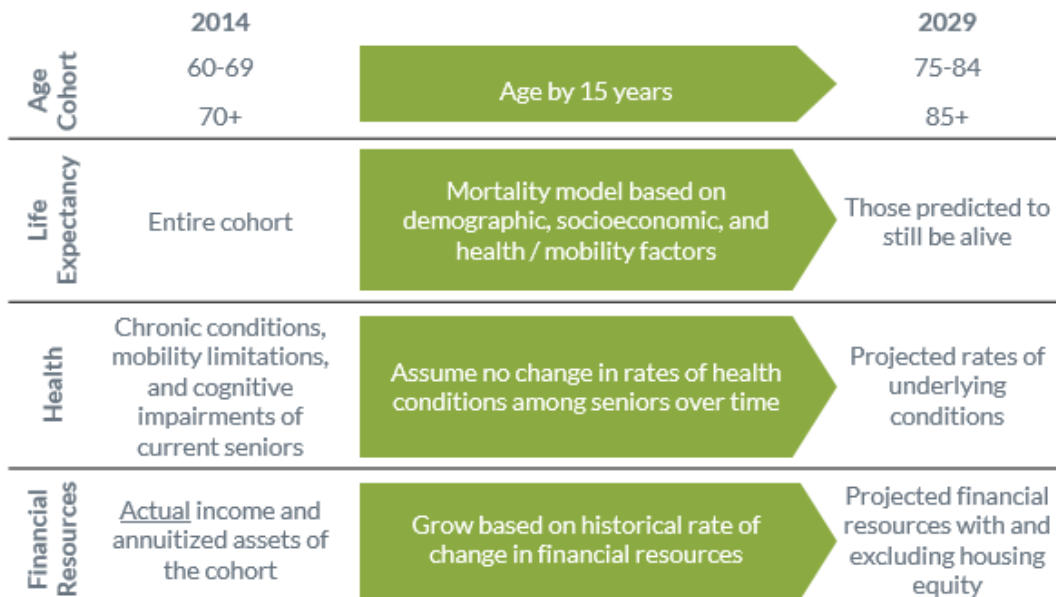 2014
2029
Age
Cohort
60-69
70+
Age by 15 years
75-84
85+
Life
Expectancy
Entire cohort
Mortality model based on
demographic, socioeconomic, and
health / mobility factors
Those predicted to
still be alive
Health
Chronic conditions,
mobility limitations,
and cognitive
impairments of
current seniors
Assume no change in rates of health
conditions among seniors over time
Projected rates of
underlying
conditions
Financial
Resources
Actual income and
annuitized assets of
the cohort
Grow based on historical rate of
change in financial resources
Projected financial
resources with and
excluding housing
equity